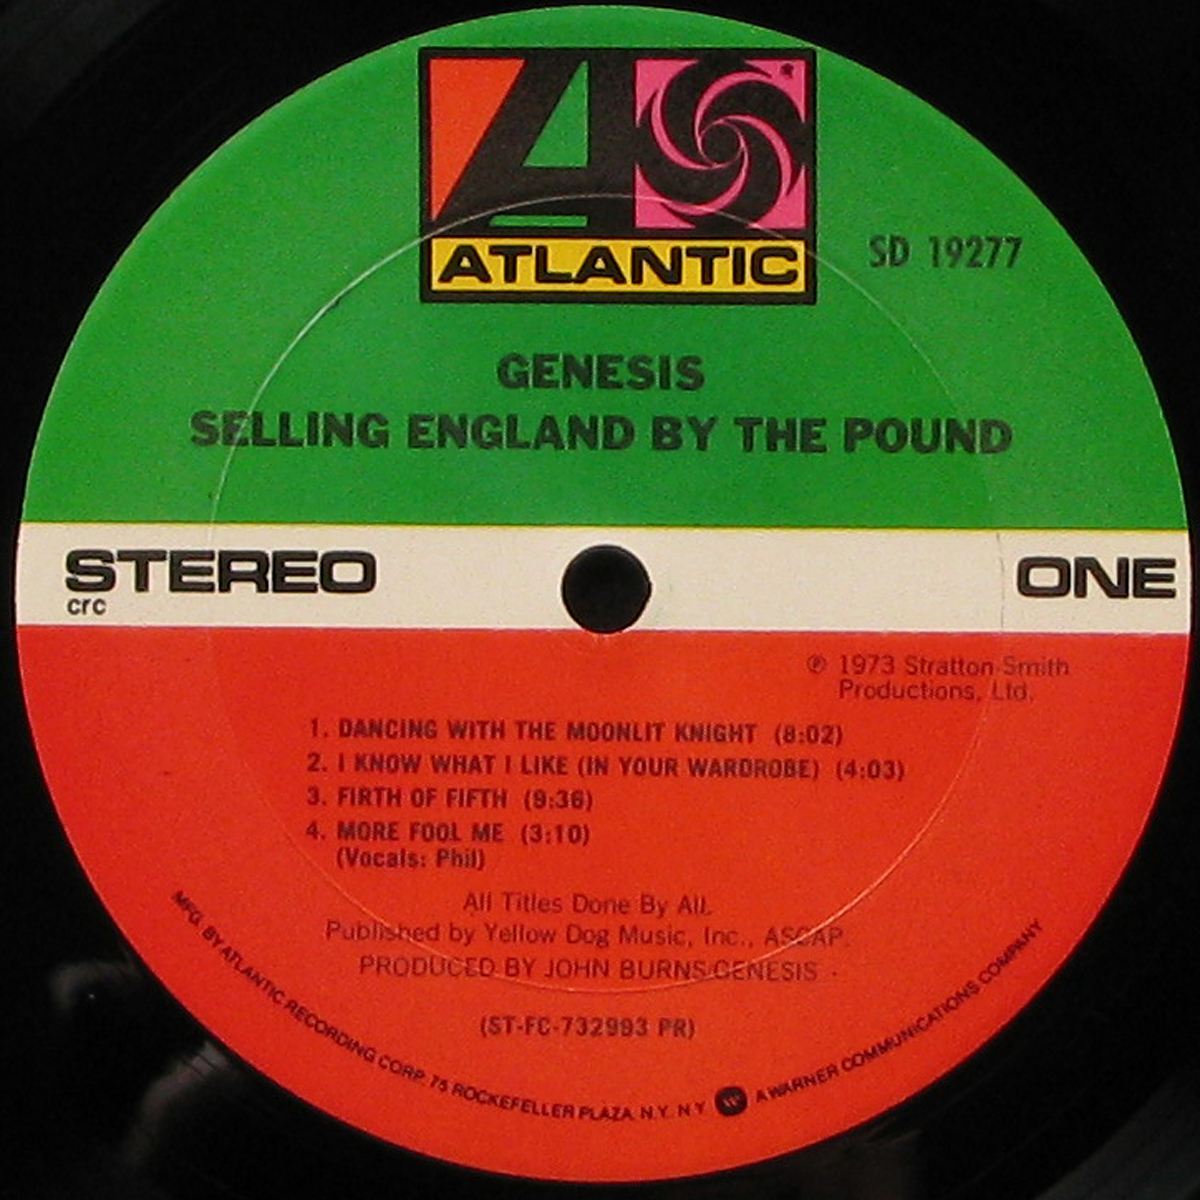 ATLANTIC
SD 19277
GENESIS
SELLING ENGLAND BY THE POUND
STEREO
crc
ONE
℗ 1973 Stratton-Smith
Productions, Ltd.
1. DANCING WITH THE MOONLIT KNIGHT (8:02)
2. I KNOW WHAT I LIKE (IN YOUR WARDROBE) (4:03)
3. FIRTH OF FIFTH (9:36)
4. MORE FOOL ME (3:10)
(Vocals: Phil)
All Titles Done By All.
Published by Yellow Dog Music, Inc., ASCAP.
PRODUCED BY JOHN BURNS/GENESIS
(ST-FC-732993 PR)
MFG. BY ATLANTIC RECORDING CORP. 75 ROCKEFELLER PLAZA, N.Y. N.Y. A WARNER COMMUNICATIONS COMPANY